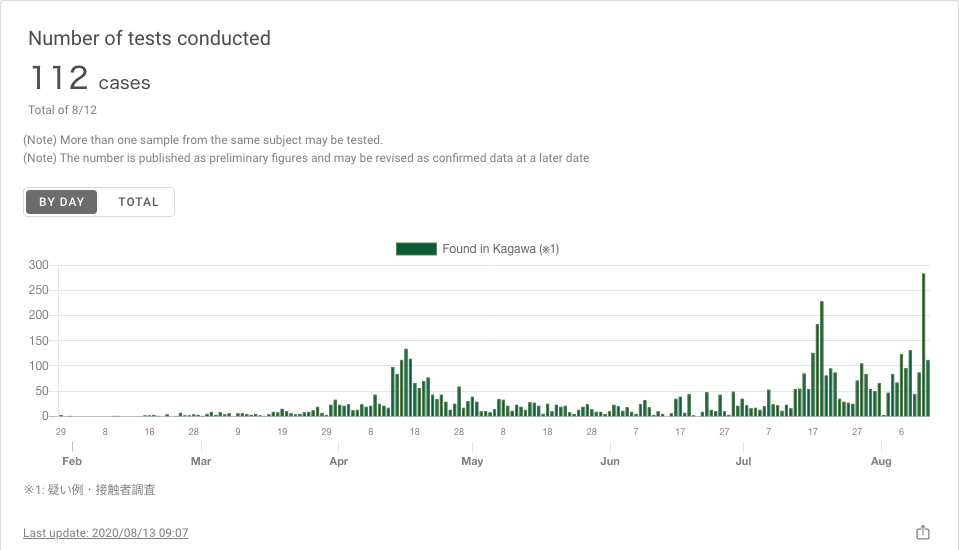 Number of tests conducted
112 cases
Total of 8/12
(Note) More than one sample from the same subject may be tested.
(Note) The number is published as preliminary figures and may be revised as confirmed data at a later date
BY DAY TOTAL
Found in Kagawa (※1)
300
250
200
150
100
50
0
29 8 18 28 9 19 29 8 18 28 8 18 28 7 17 27 7 17 27 6
Feb Mar Apr May Jun Jul Aug
※1: 疑い例・接触者調査
Last update: 2020/08/13 09:07